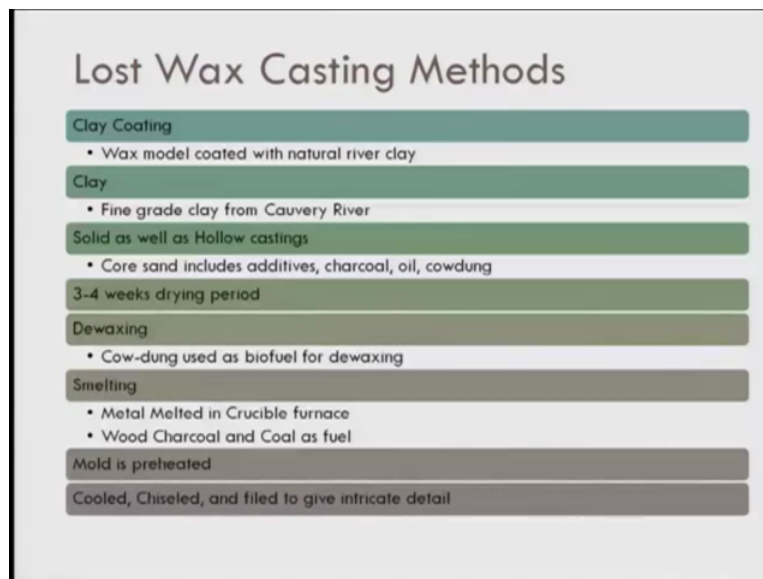 Lost Wax Casting Methods
Clay Coating
• Wax model coated with natural river clay
Clay
• Fine grade clay from Cauvery River
Solid as well as Hollow castings
• Core sand includes additives, charcoal, oil, cowdung
3-4 weeks drying period
Dewaxing
• Cow-dung used as biofuel for dewaxing
Smelting
• Metal Melted in Crucible furnace
• Wood Charcoal and Coal as fuel
Mold is preheated
Cooled, Chiseled, and filed to give intricate detail